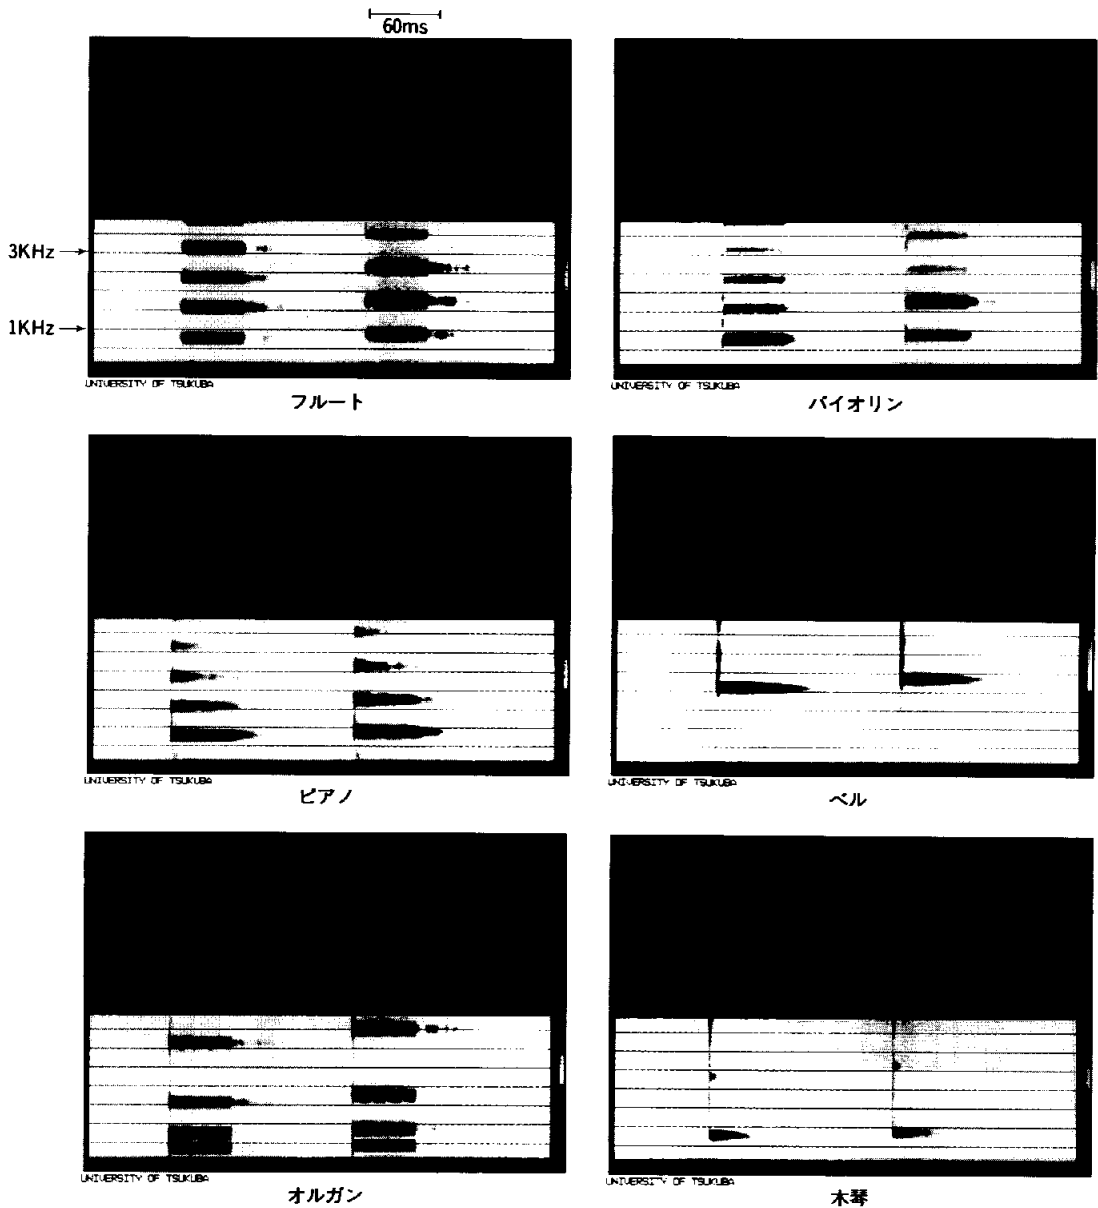 60ms
3KHz
1KHz
UNIVERSITY OF TSUKUBA
UNIVERSITY OF TSUKUBA
フルート
バイオリン
UNIVERSITY OF TSUKUBA
UNIVERSITY OF TSUKUBA
ピアノ
ベル
UNIVERSITY OF TSUKUBA
UNIVERSITY OF TSUKUBA
オルガン
木琴